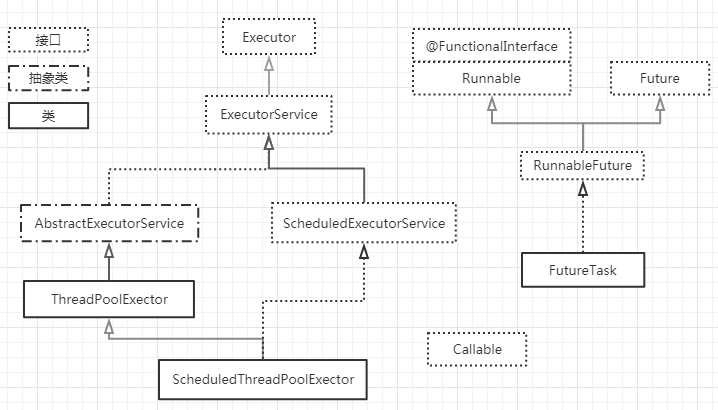 接口
抽象类
类
Executor
ExecutorService
AbstractExecutorService
ScheduledExecutorService
ThreadPoolExector
ScheduledThreadPoolExector
@FunctionalInterface
Runnable
Future
RunnableFuture
FutureTask
Callable